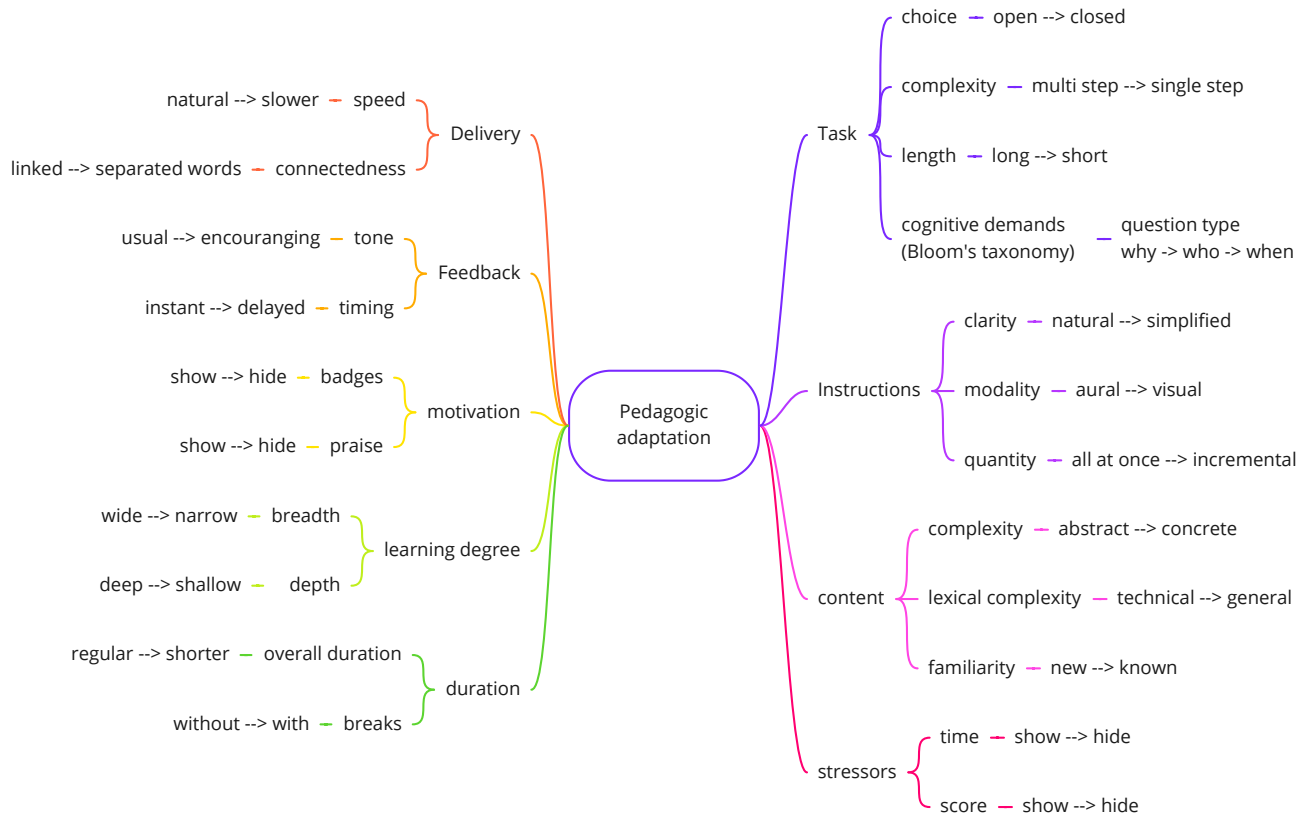 Pedagogic
adaptation
Delivery
natural --> slower
speed
linked --> separated words
connectedness
Feedback
usual --> encouranging
tone
instant --> delayed
timing
motivation
show --> hide
badges
show --> hide
praise
learning degree
wide --> narrow
breadth
deep --> shallow
depth
duration
regular --> shorter
overall duration
without --> with
breaks
Task
choice
open --> closed
complexity
multi step --> single step
length
long --> short
cognitive demands
(Bloom's taxonomy)
question type
why -> who -> when
Instructions
clarity
natural --> simplified
modality
aural --> visual
quantity
all at once --> incremental
content
complexity
abstract --> concrete
lexical complexity
technical --> general
familiarity
new --> known
stressors
time
show --> hide
score
show --> hide